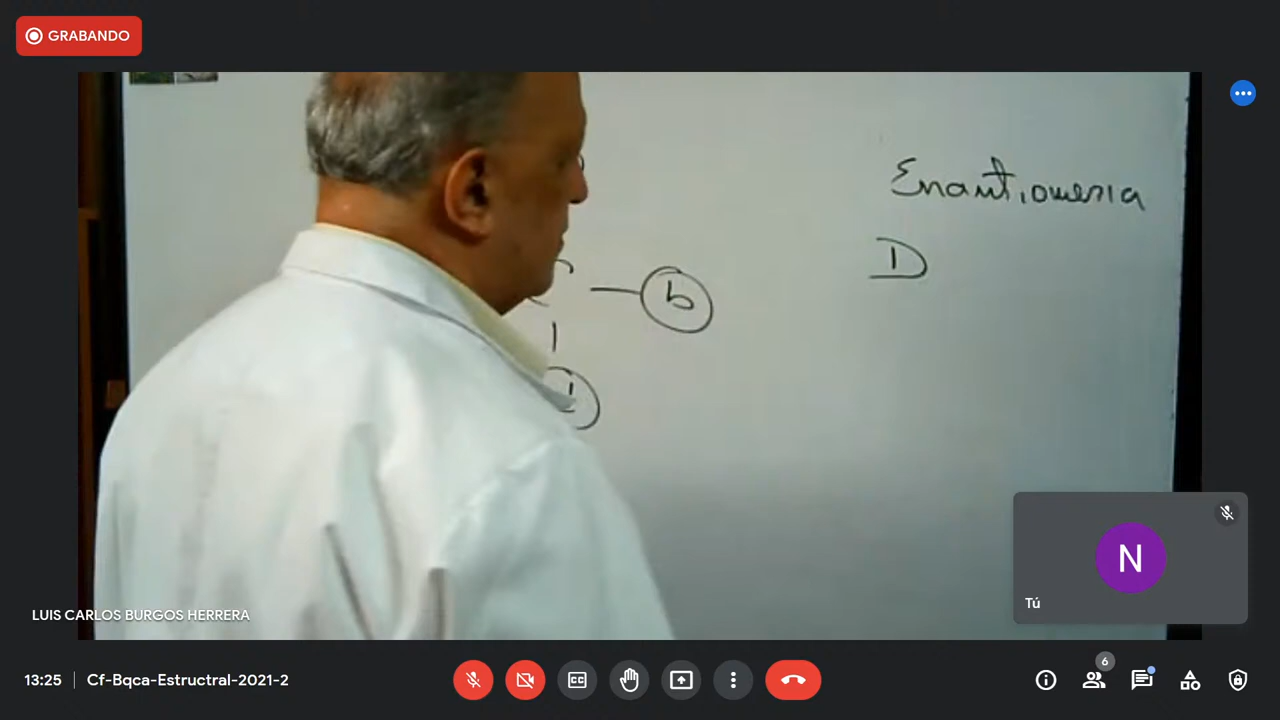 GRABANDO
Enantiomeria
D
b
LUIS CARLOS BURGOS HERRERA
N
Tú
6
13:25 | Cf-Bqca-Estructral-2021-2